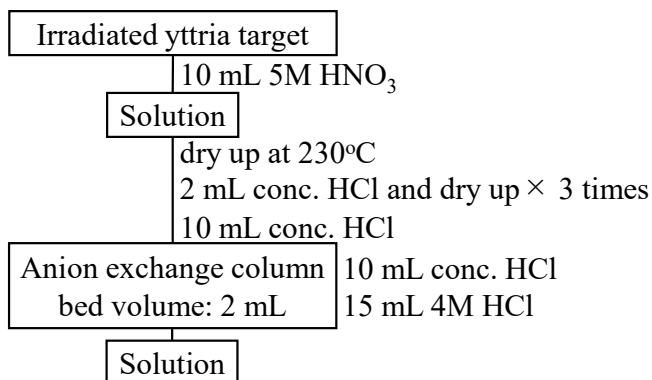 Irradiated yttria target
10 mL 5M HNO₃
Solution
dry up at 230ºC
2 mL conc. HCl and dry up × 3 times
10 mL conc. HCl
Anion exchange column
bed volume: 2 mL
10 mL conc. HCl
15 mL 4M HCl
Solution